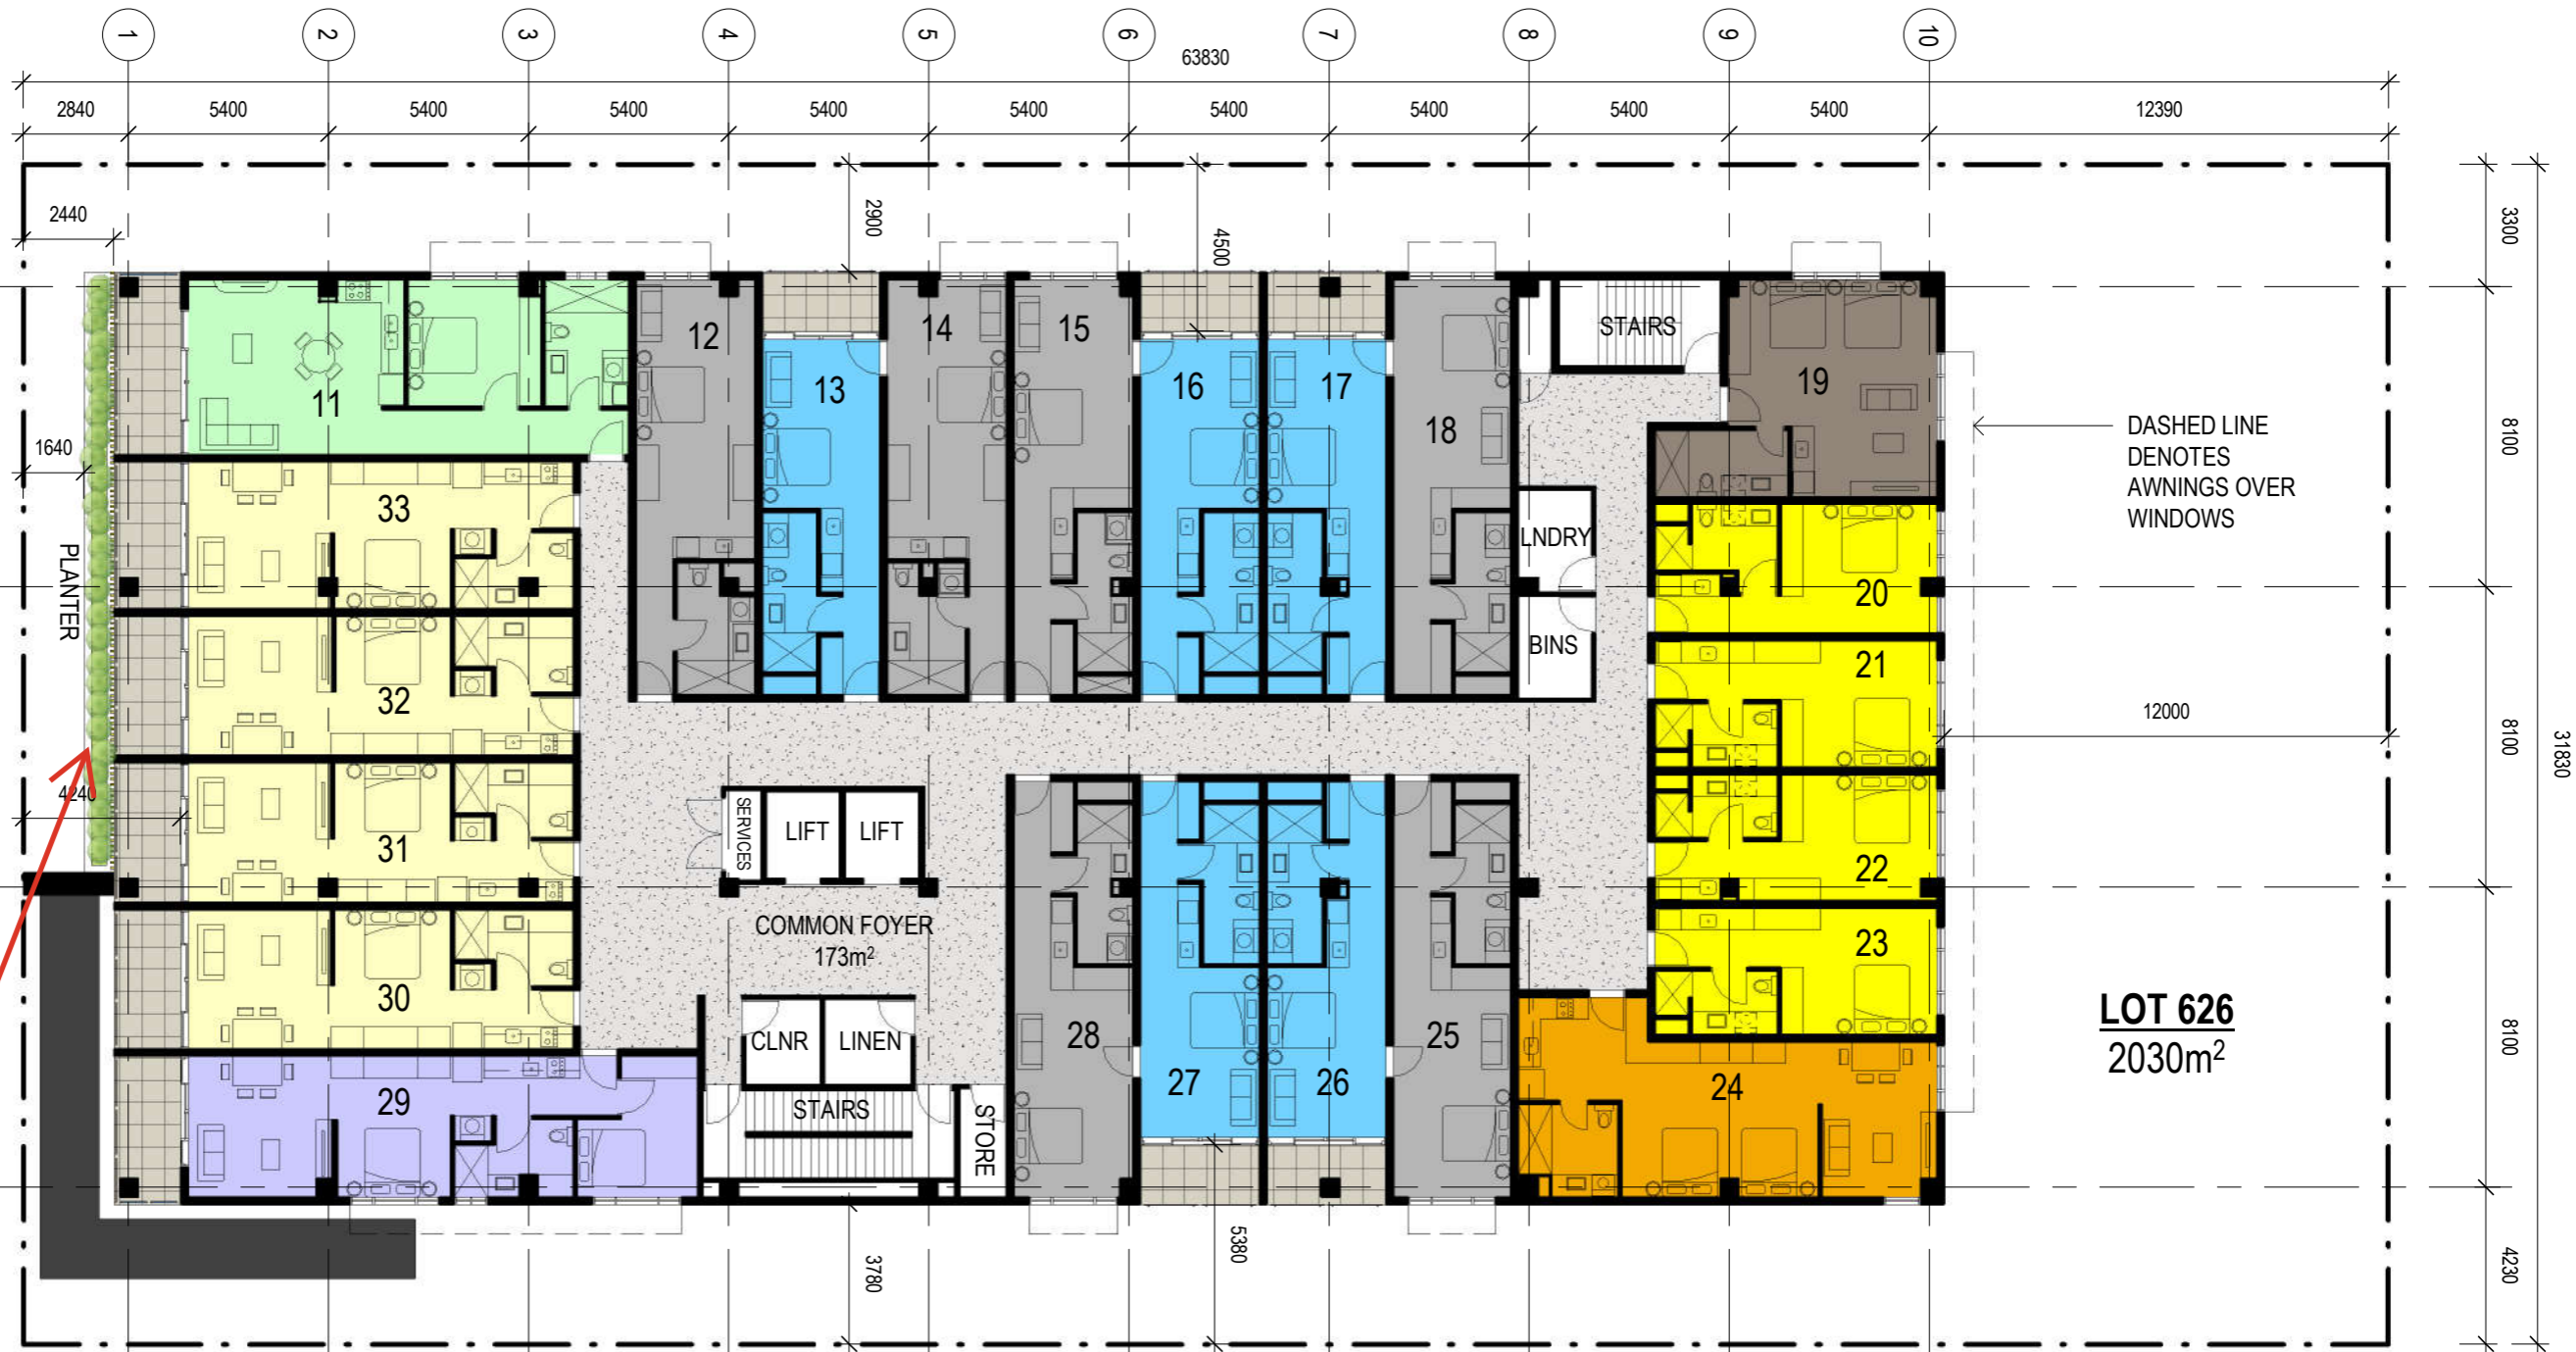 1 2 3 4 5 6 7 8 9 10
63830
2840 5400 5400 5400 5400 5400 5400 5400 5400 5400 12390
2440
2900
4500
3300
11
12
13
14
15
16
17
18
STAIRS
19
DASHED LINE
DENOTES
AWNINGS OVER
WINDOWS
8100
1640
33
LNDRY
20
PLANTER
BINS
32
21
12000
8100
31830
4240
31
SERVICES
LIFT
LIFT
22
COMMON FOYER
173m²
23
30
CLNR
LINEN
28
27
26
25
24
LOT 626
2030m²
8100
29
STAIRS
STORE
3780
5380
4230